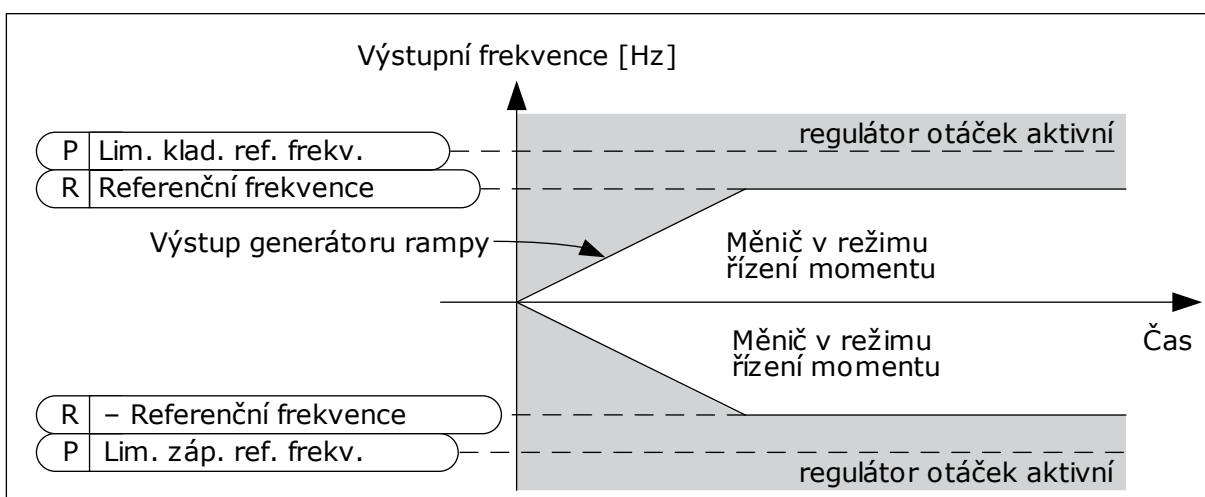 Výstupní frekvence [Hz]
regulátor otáček aktivní
P Lim. klad. ref. frekv.
R Referenční frekvence
Výstup generátoru rampy
Měnič v režimu
řízení momentu
Čas
Měnič v režimu
řízení momentu
R – Referenční frekvence
P Lim. záp. ref. frekv.
regulátor otáček aktivní